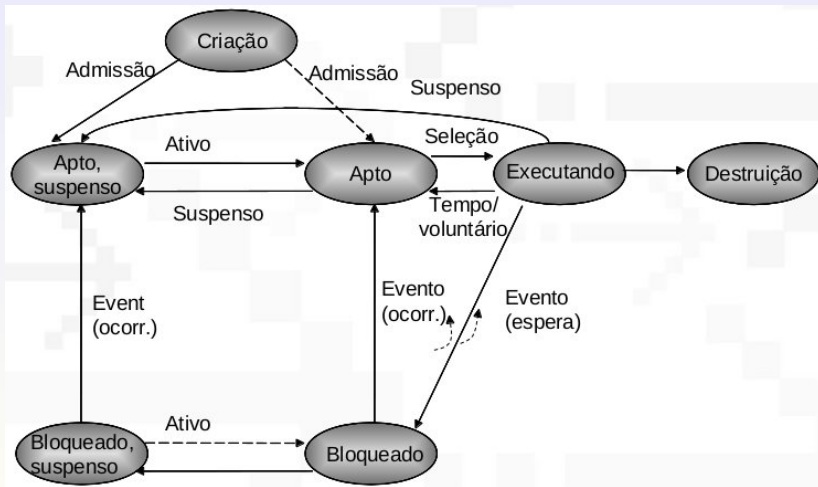 Criação
Admissão
Admissão
Suspenso
Ativo
Seleção
Apto,
suspenso
Apto
Executando
Destruição
Suspenso
Tempo/
voluntário
Event
(ocorr.)
Evento
(ocorr.)
Evento
(espera)
Ativo
Bloqueado,
suspenso
Bloqueado